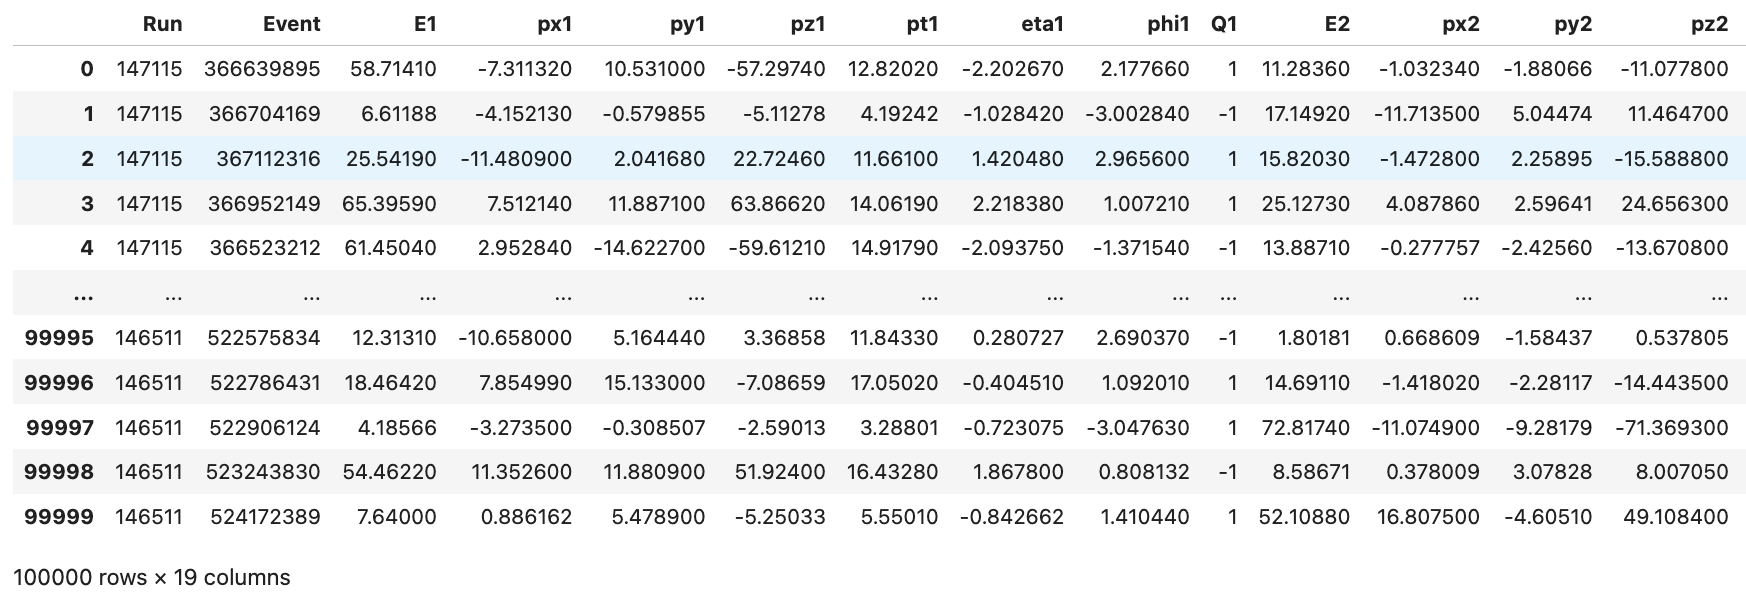 Run Event E1 px1 py1 pz1 pt1 eta1 phi1 Q1 E2 px2 py2 pz2
0 147115 366639895 58.71410 -7.311320 10.531000 -57.29740 12.82020 -2.202670 2.177660 1 11.28360 -1.032340 -1.88066 -11.077800
1 147115 366704169 6.61188 -4.152130 -0.579855 -5.11278 4.19242 -1.028420 -3.002840 -1 17.14920 -11.713500 5.04474 11.464700
2 147115 367112316 25.54190 -11.480900 2.041680 22.72460 11.66100 1.420480 2.965600 1 15.82030 -1.472800 2.25895 -15.588800
3 147115 366952149 65.39590 7.512140 11.887100 63.86620 14.06190 2.218380 1.007210 1 25.12730 4.087860 2.59641 24.656300
4 147115 366523212 61.45040 2.952840 -14.622700 -59.61210 14.91790 -2.093750 -1.371540 -1 13.88710 -0.277757 -2.42560 -13.670800
... ... ... ... ... ... ... ... ... ... ... ... ... ... ...
99995 146511 522575834 12.31310 -10.658000 5.164440 3.36858 11.84330 0.280727 2.690370 -1 1.80181 0.668609 -1.58437 0.537805
99996 146511 522786431 18.46420 7.854990 15.133000 -7.08659 17.05020 -0.404510 1.092010 1 14.69110 -1.418020 -2.28117 -14.443500
99997 146511 522906124 4.18566 -3.273500 -0.308507 -2.59013 3.28801 -0.723075 -3.047630 1 72.81740 -11.074900 -9.28179 -71.369300
99998 146511 523243830 54.46220 11.352600 11.880900 51.92400 16.43280 1.867800 0.808132 -1 8.58671 0.378009 3.07828 8.007050
99999 146511 524172389 7.64000 0.886162 5.478900 -5.25033 5.55010 -0.842662 1.410440 1 52.10880 16.807500 -4.60510 49.108400
100000 rows × 19 columns